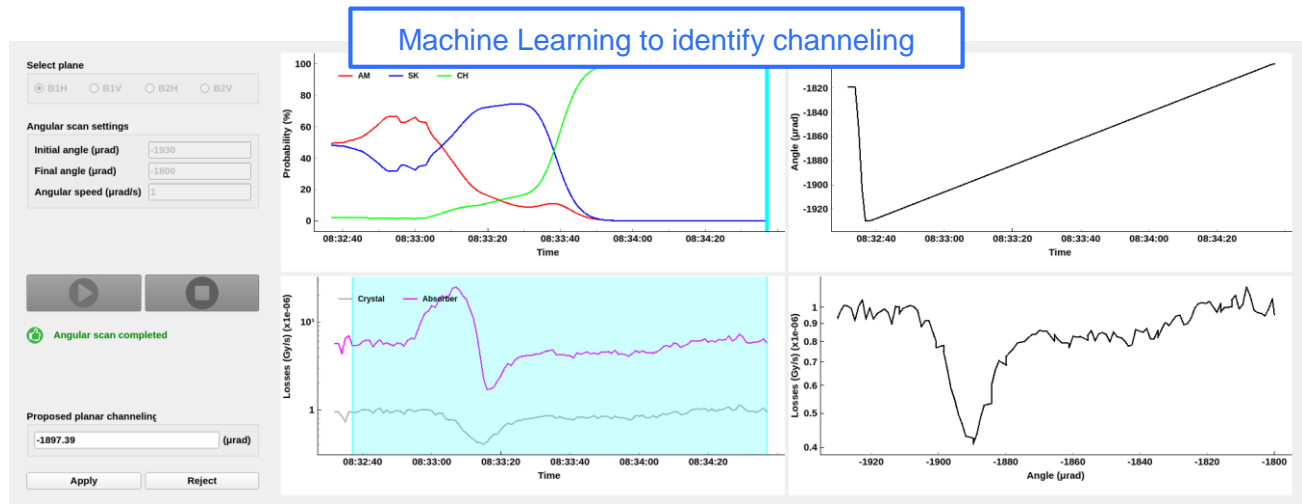 Machine Learning to identify channeling
Select plane
B1H B1V B2H B2V
Angular scan settings
Initial angle (µrad) -1930
Final angle (µrad) -1800
Angular speed (µrad/s) 1
Angular scan completed
Proposed planar channeling
-1897.39 (µrad)
Apply Reject
AM SK CH
Probability (%)
100
80
60
40
20
0
08:32:40 08:33:00 08:33:20 08:33:40 08:34:00 08:34:20
Time
Angle (µrad)
-1820
-1840
-1860
-1880
-1900
-1920
08:32:40 08:33:00 08:33:20 08:33:40 08:34:00 08:34:20
Time
Crystal Absorber
Losses (Gy/s) (x1e-06)
10¹
1
08:32:40 08:33:00 08:33:20 08:33:40 08:34:00 08:34:20
Time
Losses (Gy/s) (x1e-06)
1
0.9
0.8
0.7
0.6
0.5
0.4
-1920 -1900 -1880 -1860 -1840 -1820 -1800
Angle (µrad)